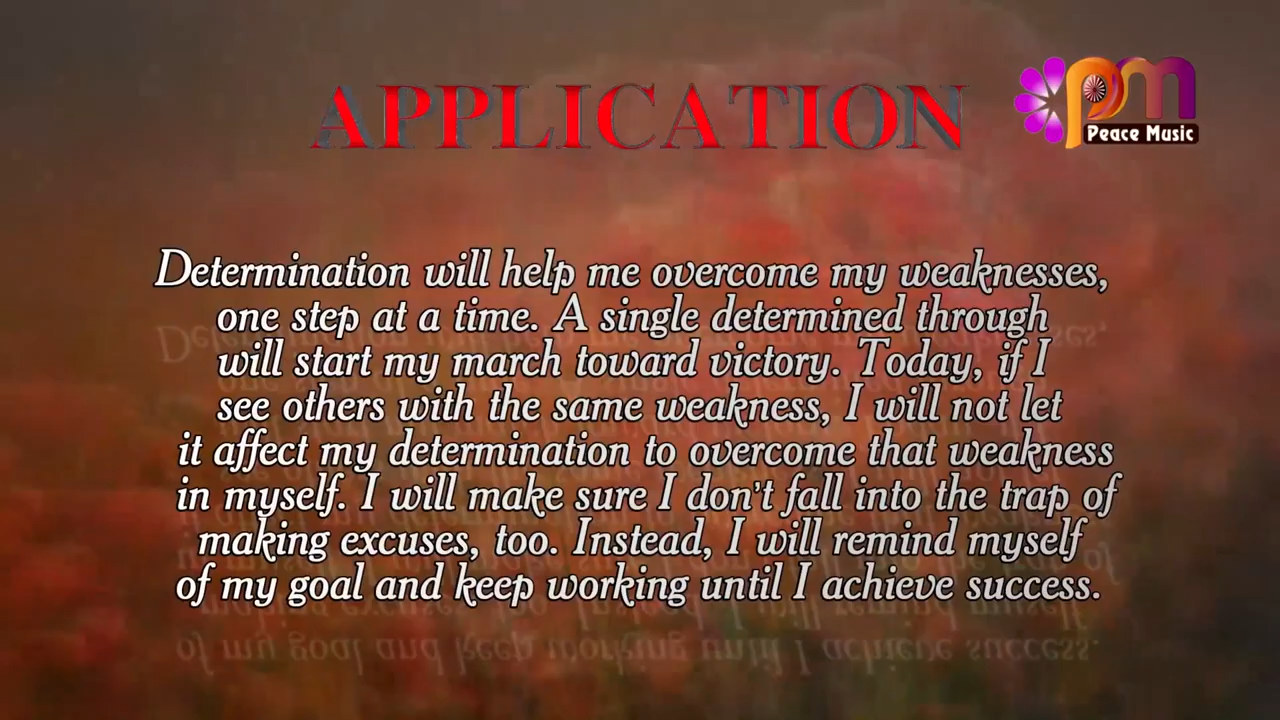 APPLICATION
pm
Peace Music
Determination will help me overcome my weaknesses,
one step at a time. A single determined through
will start my march toward victory. Today, if I
see others with the same weakness, I will not let
it affect my determination to overcome that weakness
in myself. I will make sure I don't fall into the trap of
making excuses, too. Instead, I will remind myself
of my goal and keep working until I achieve success.